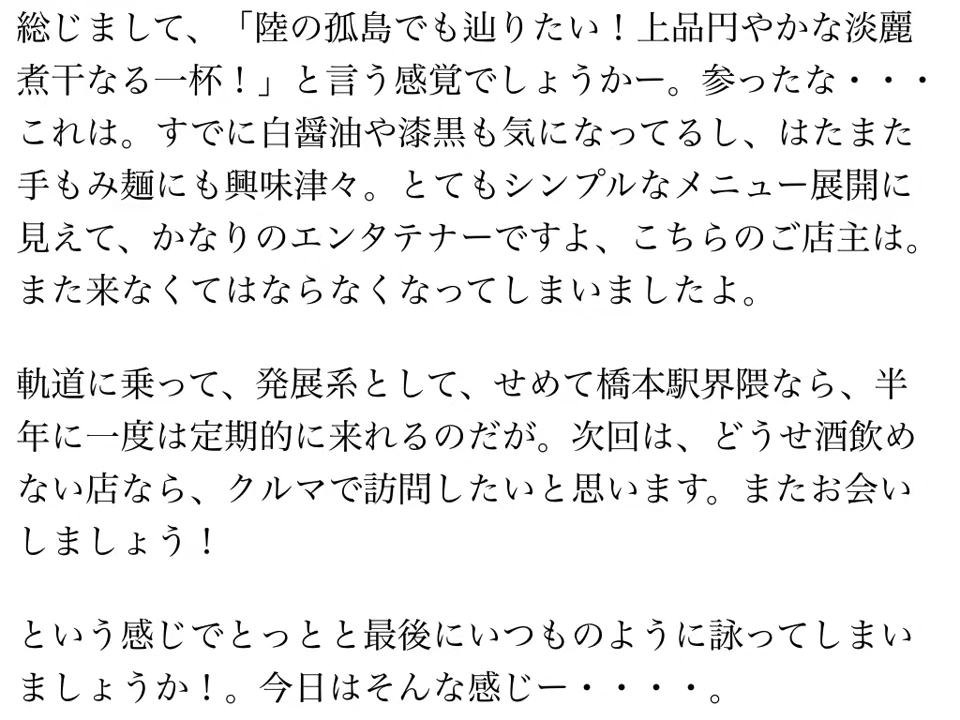 総じまして、「陸の孤島でも辿りたい！上品円やかな淡麗
煮干なる一杯！」と言う感覚でしょうかー。参ったな・・・
これは。すでに白醤油や漆黒も気になってるし、はたまた
手もみ麺にも興味津々。とてもシンプルなメニュー展開に
見えて、かなりのエンタテナーですよ、こちらのご店主は。
また来なくてはならなくなってしまいましたよ。
軌道に乗って、発展系として、せめて橋本駅界隈なら、半
年に一度は定期的に来れるのだが。次回は、どうせ酒飲め
ない店なら、クルマで訪問したいと思います。またお会い
しましょう！
という感じでとっとと最後にいつものように詠ってしまい
ましょうか！。今日はそんな感じー・・・・。